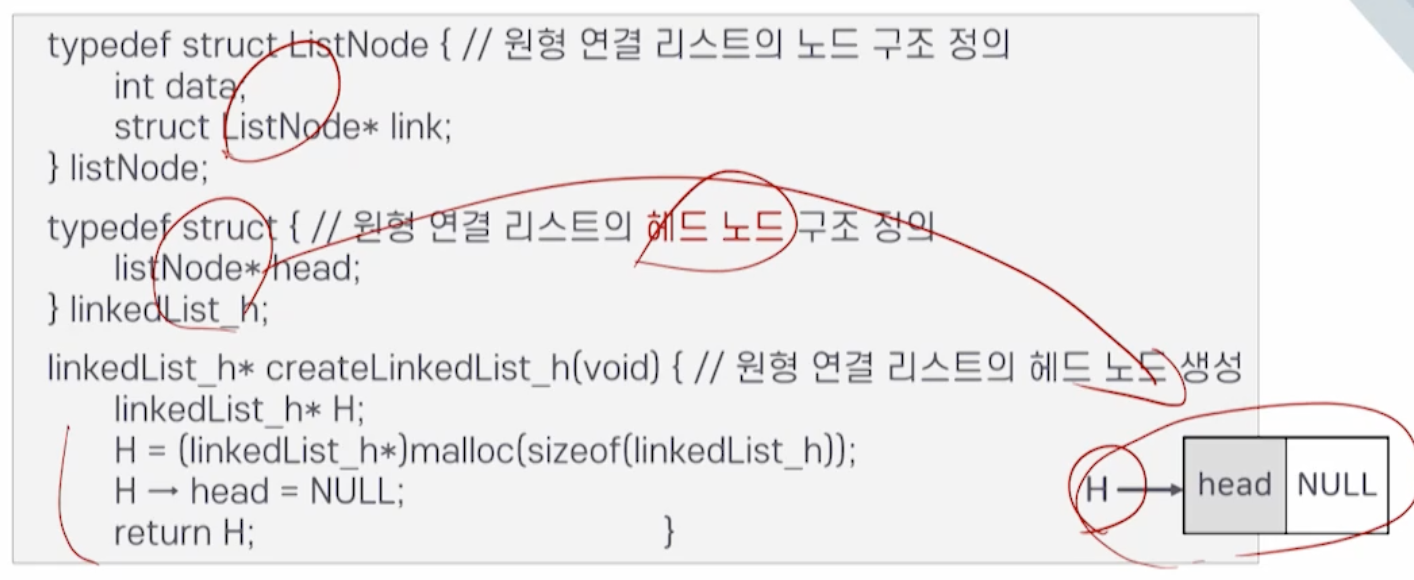 typedef struct ListNode { // 원형 연결 리스트의 노드 구조 정의
int data;
struct ListNode* link;
} listNode;
typedef struct { // 원형 연결 리스트의 헤드 노드 구조 정의
listNode* head;
} linkedList_h;
linkedList_h* createLinkedList_h(void) { // 원형 연결 리스트의 헤드 노드 생성
linkedList_h* H;
H = (linkedList_h*)malloc(sizeof(linkedList_h));
H → head = NULL;
return H; }
H head NULL